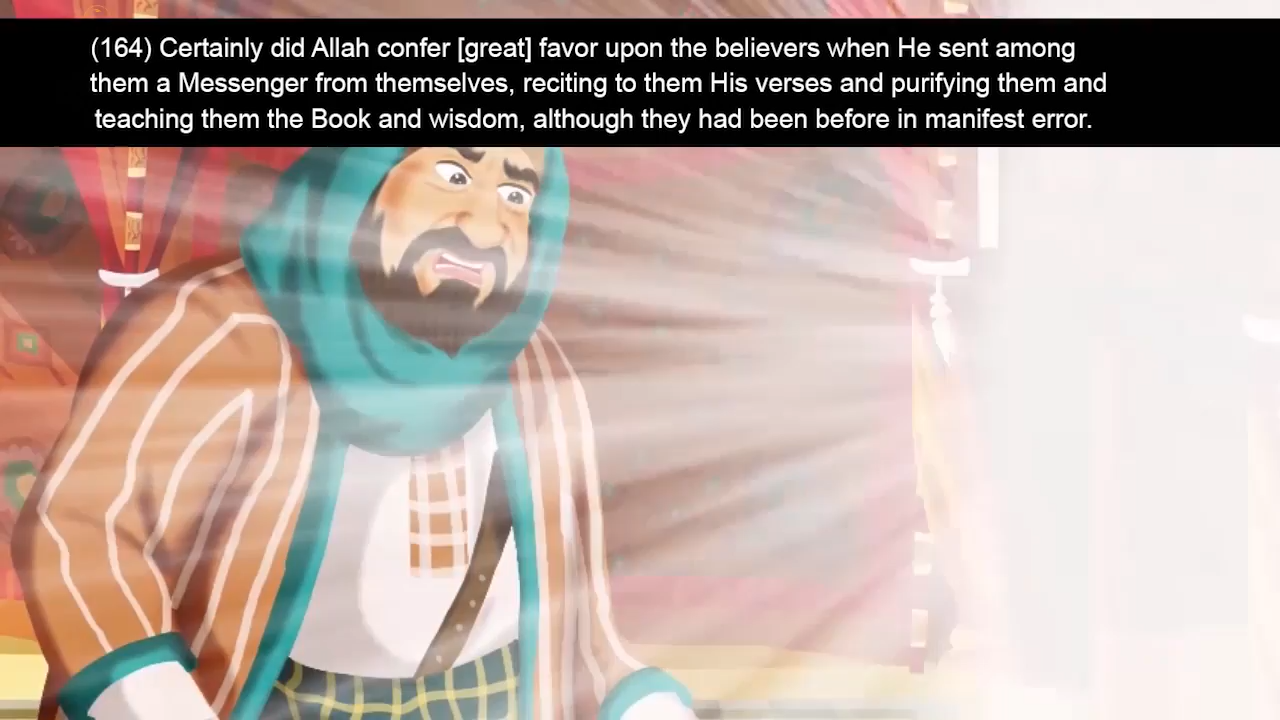 (164) Certainly did Allah confer [great] favor upon the believers when He sent among
them a Messenger from themselves, reciting to them His verses and purifying them and
teaching them the Book and wisdom, although they had been before in manifest error.